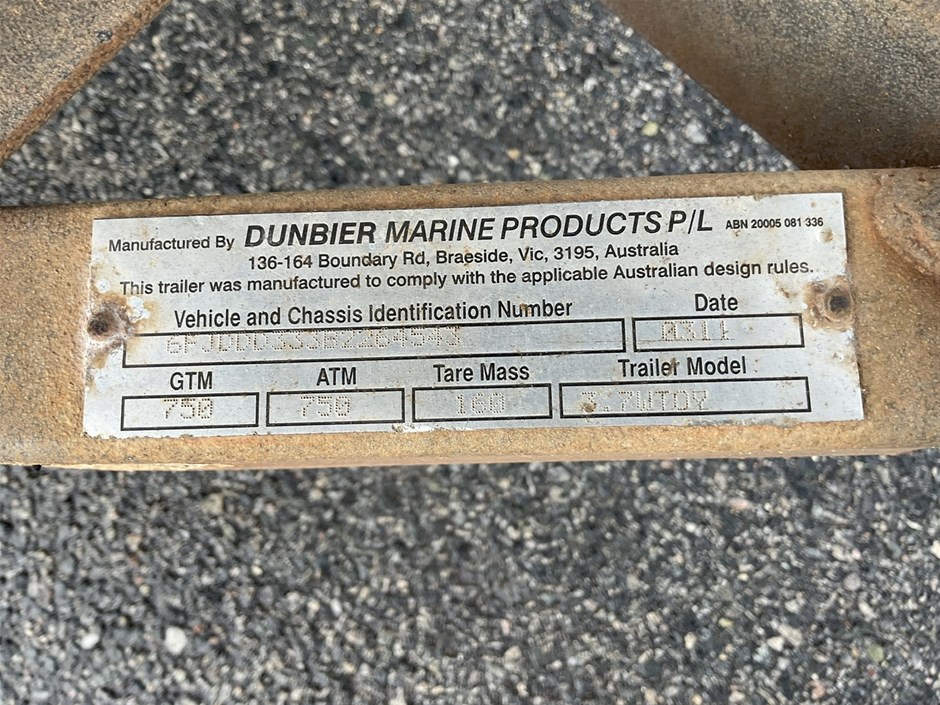 Manufactured By DUNBIER MARINE PRODUCTS P/L ABN 20005 081 336
136-164 Boundary Rd, Braeside, Vic, 3195, Australia
This trailer was manufactured to comply with the applicable Australian design rules.
Vehicle and Chassis Identification Number Date
0311
GTM ATM Tare Mass Trailer Model
750 750 160